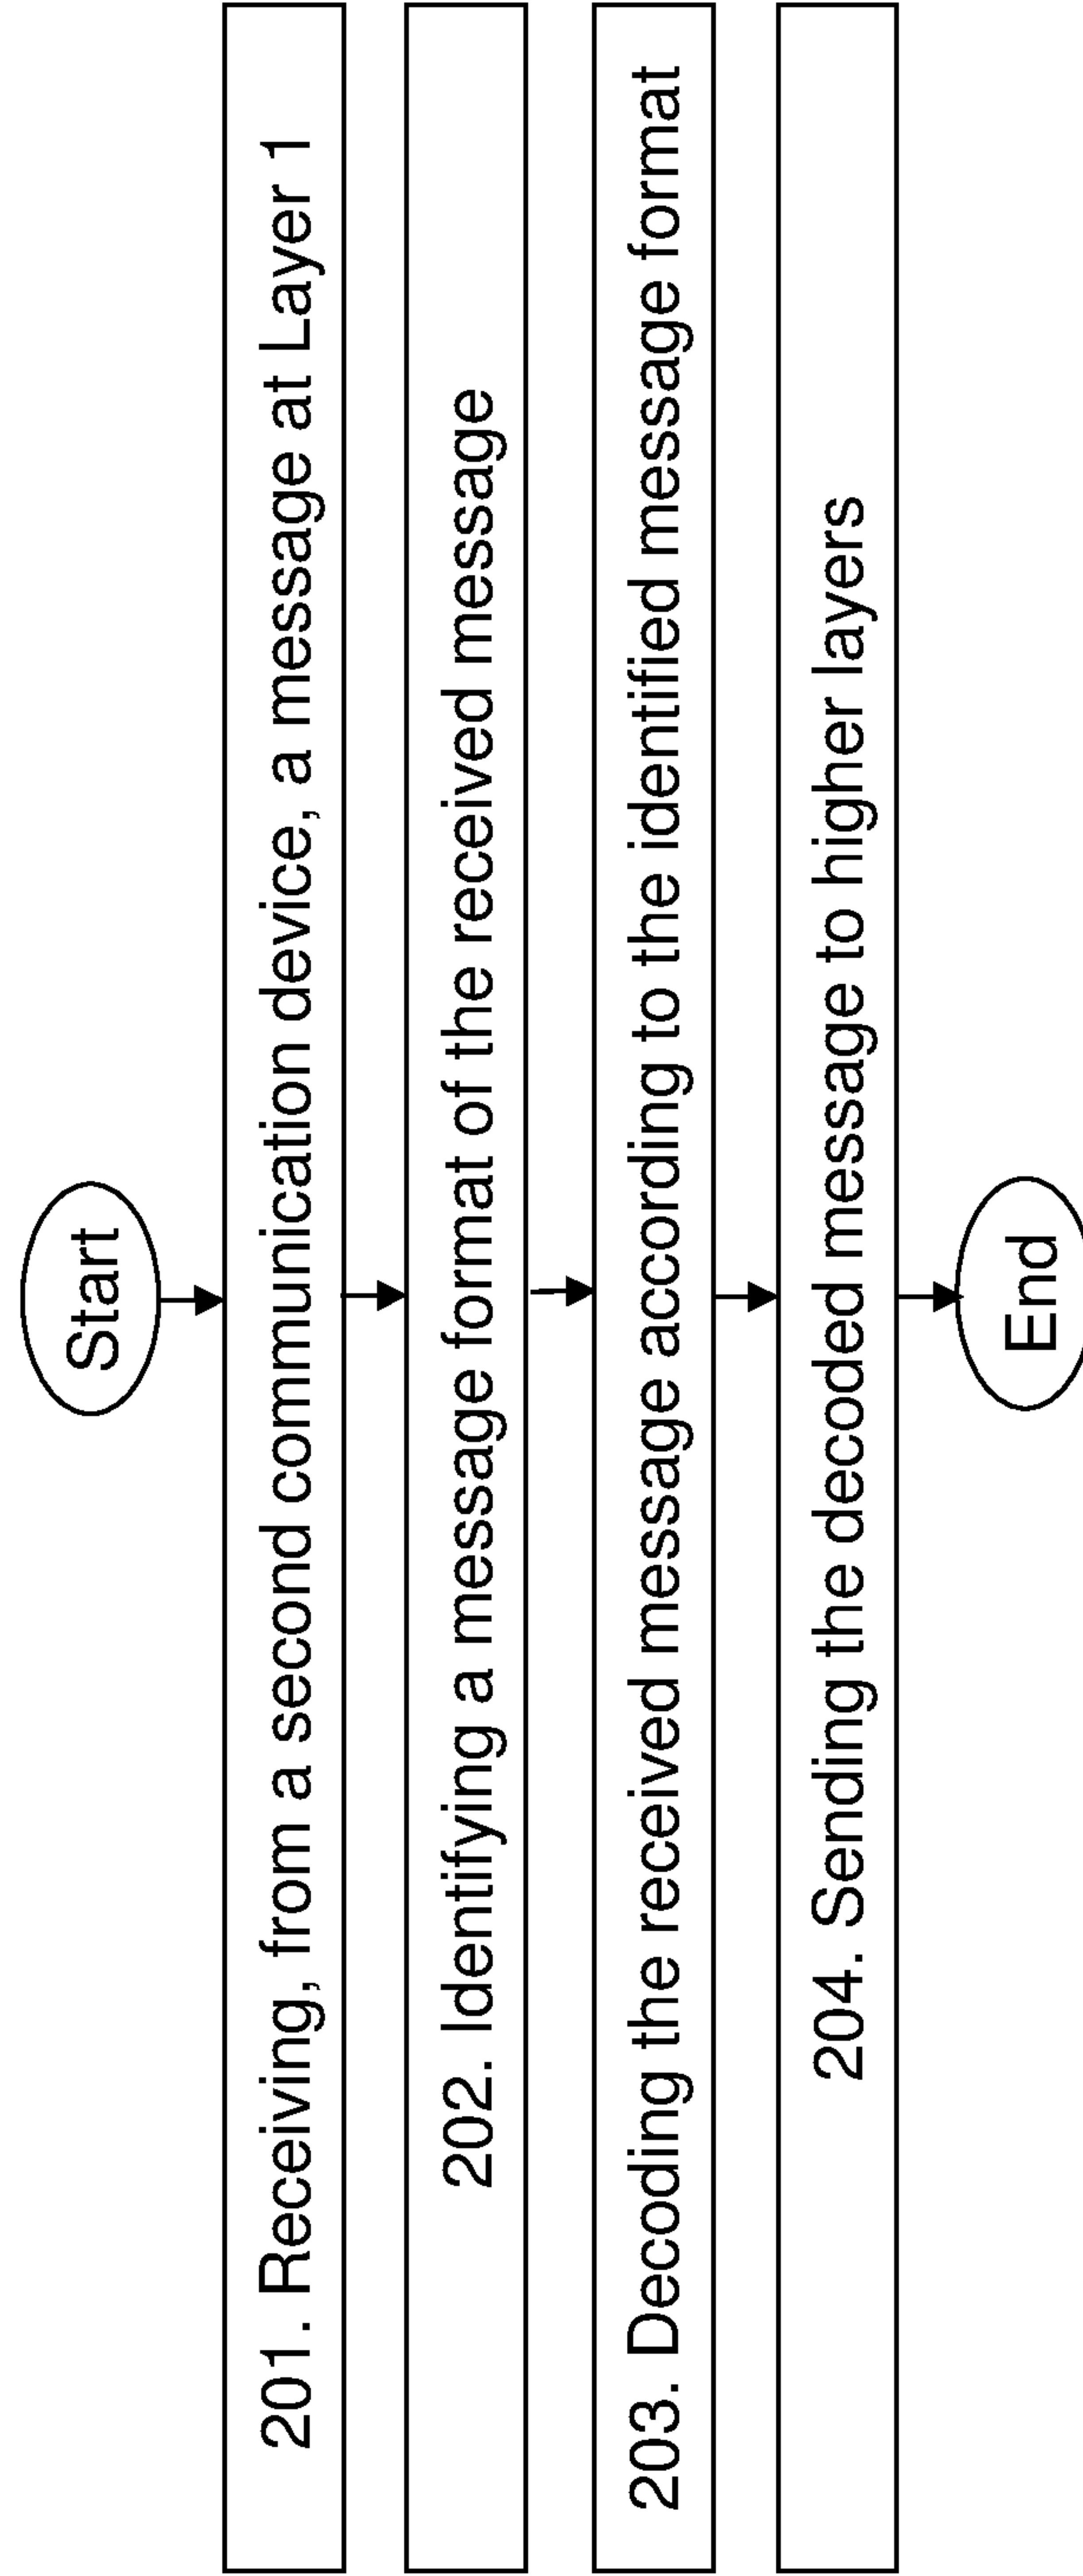 Start
201. Receiving, from a second communication device, a message at Layer 1
202. Identifying a message format of the received message
203. Decoding the received message according to the identified message format
204. Sending the decoded message to higher layers
End